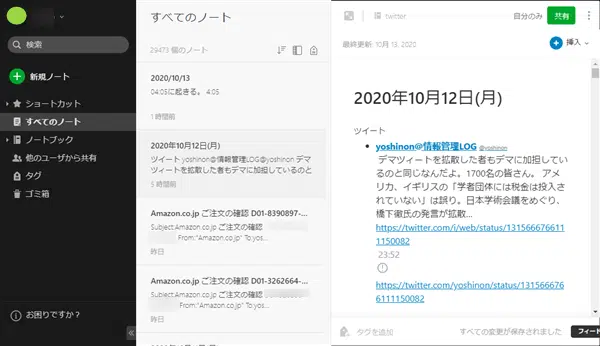 検索
新規ノート
ショートカット
すべてのノート
ノートブック
他のユーザから共有
タグ
ゴミ箱
お困りですか？
すべてのノート
29473 個のノート
2020/10/13
04:05に起きる。 4:05
1 時間前
2020年10月12日(月)
ツイート yoshinon@情報管理LOG@yoshinon デマ
ツィートを拡散した者もデマに加担しているのと
5 時間前
Amazon.co.jp ご注文の確認 D01-8390897-...
Subject:Amazon.co.jp ご注文の確認
From:"Amazon.co.jp" To:yos...
昨日
Amazon.co.jp ご注文の確認 D01-3262664-...
Subject:Amazon.co.jp ご注文の確認
From:"Amazon.co.jp" To:yos...
昨日
twitter
自分のみ
共有
最終更新: 10月 13, 2020
挿入
2020年10月12日(月)
ツイート
yoshinon@情報管理LOG @yoshinon
デマツィートを拡散した者もデマに加担してい
るのと同じなんだよ。1700名の皆さん。 アメ
リカ、イギリスの「学者団体には税金は投入さ
れていない」は誤り。日本学術会議をめぐり、
橋下徹氏の発言が拡散...
https://twitter.com/i/web/status/131566676611
1150082
23:52
https://twitter.com/yoshinon/status/131566676
6111150082
タグを追加
すべての変更が保存されました
フィード